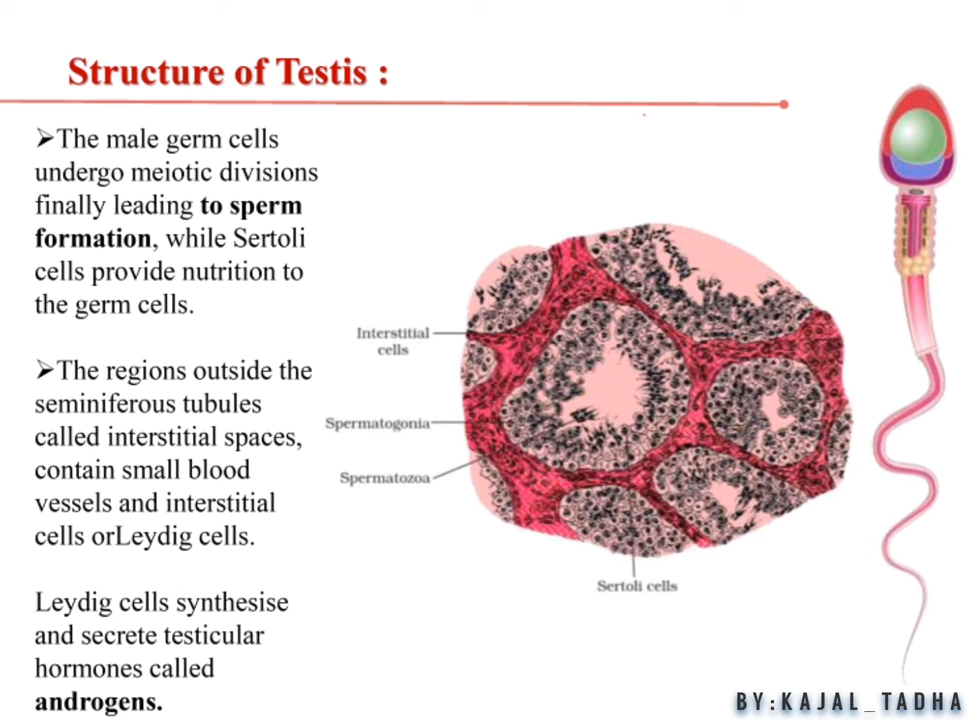 Structure of Testis :
➢The male germ cells
undergo meiotic divisions
finally leading to sperm
formation, while Sertoli
cells provide nutrition to
the germ cells.
➢The regions outside the
seminiferous tubules
called interstitial spaces,
contain small blood
vessels and interstitial
cells orLeydig cells.
Leydig cells synthesise
and secrete testicular
hormones called
androgens.
Interstitial
cells
Spermatogonia
Spermatozoa
Sertoli cells
BY:KAJAL_TADHA